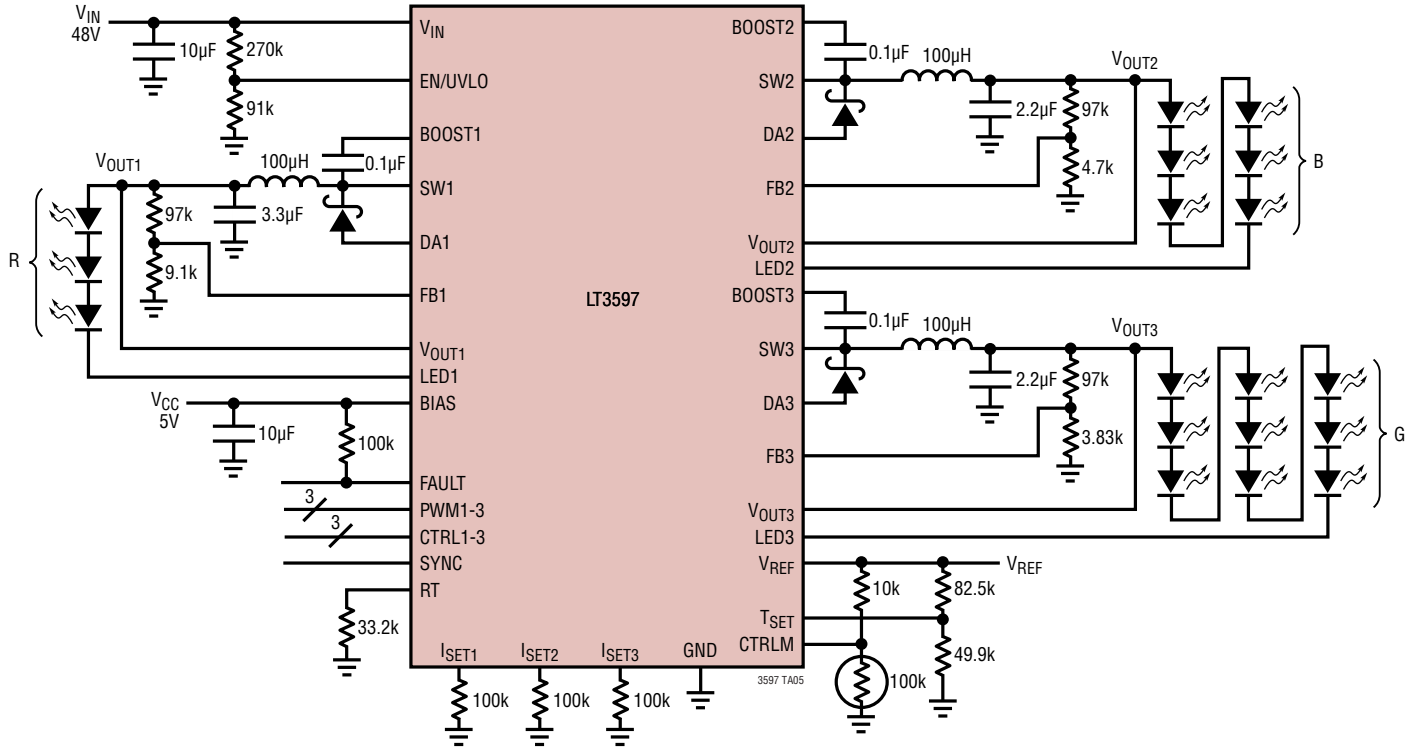 VIN
48V
10µF
270k
91k
VIN
EN/UVLO
BOOST1
VOUT1
100µH
0.1µF
SW1
97k
3.3µF
DA1
R
9.1k
FB1
VOUT1
LED1
VCC
5V
BIAS
10µF
100k
FAULT
3
PWM1-3
3
CTRL1-3
SYNC
RT
33.2k
ISET1
ISET2
ISET3
GND
100k
100k
100k
LT3597
BOOST2
0.1µF
100µH
VOUT2
SW2
2.2µF
97k
DA2
4.7k
B
FB2
VOUT2
LED2
BOOST3
0.1µF
100µH
VOUT3
SW3
2.2µF
97k
DA3
3.83k
G
FB3
VOUT3
LED3
VREF
VREF
10k
82.5k
TSET
CTRLM
49.9k
100k
3597 TA05